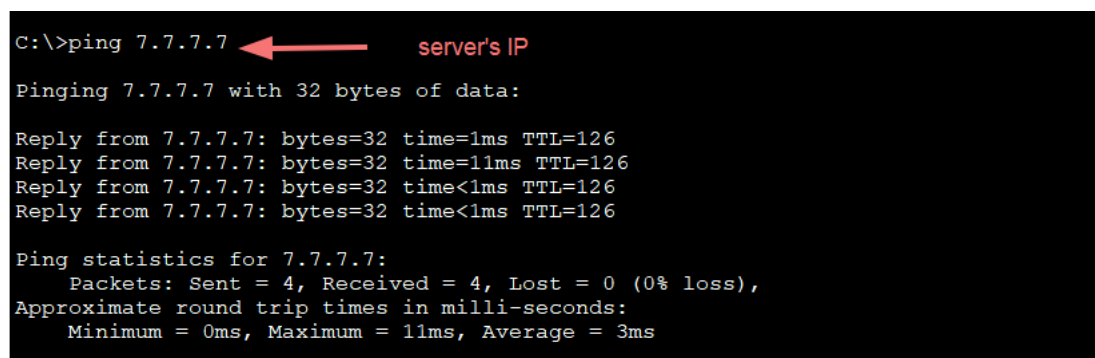 C:\>ping 7.7.7.7 server's IP
Pinging 7.7.7.7 with 32 bytes of data:
Reply from 7.7.7.7: bytes=32 time=1ms TTL=126
Reply from 7.7.7.7: bytes=32 time=11ms TTL=126
Reply from 7.7.7.7: bytes=32 time<1ms TTL=126
Reply from 7.7.7.7: bytes=32 time<1ms TTL=126
Ping statistics for 7.7.7.7:
Packets: Sent = 4, Received = 4, Lost = 0 (0% loss),
Approximate round trip times in milli-seconds:
Minimum = 0ms, Maximum = 11ms, Average = 3ms